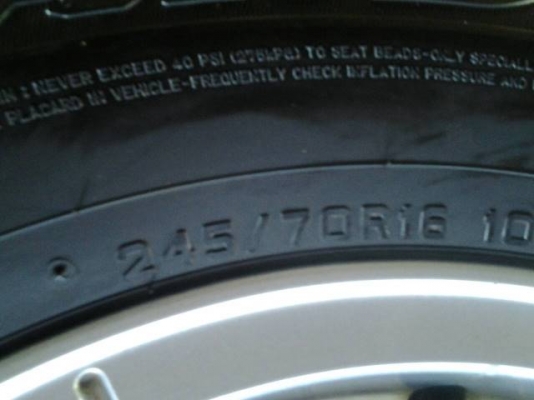 : NEVER EXCEED 40 PSI (275kPa) TO SEAT BEADS-ONLY
PLACARD IN VEHICLE-FREQUENTLY CHECK INFLATION PRESSURE AND
245/70R16 10